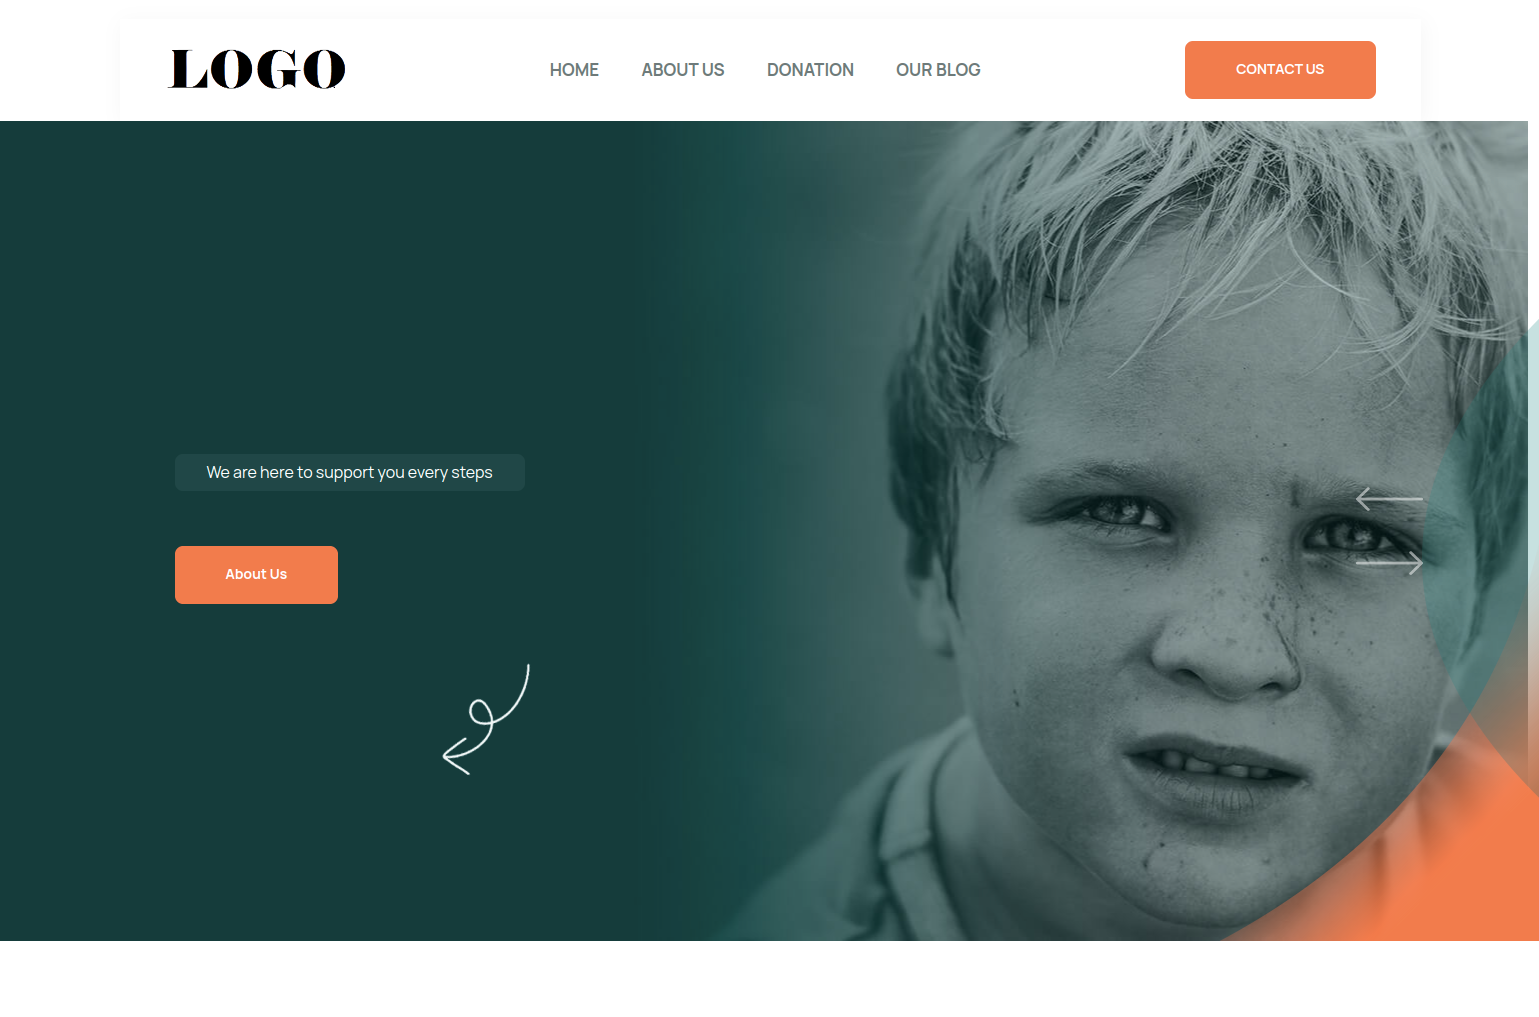 LOGO
HOME
ABOUT US
DONATION
OUR BLOG
CONTACT US
We are here to support you every steps
About Us